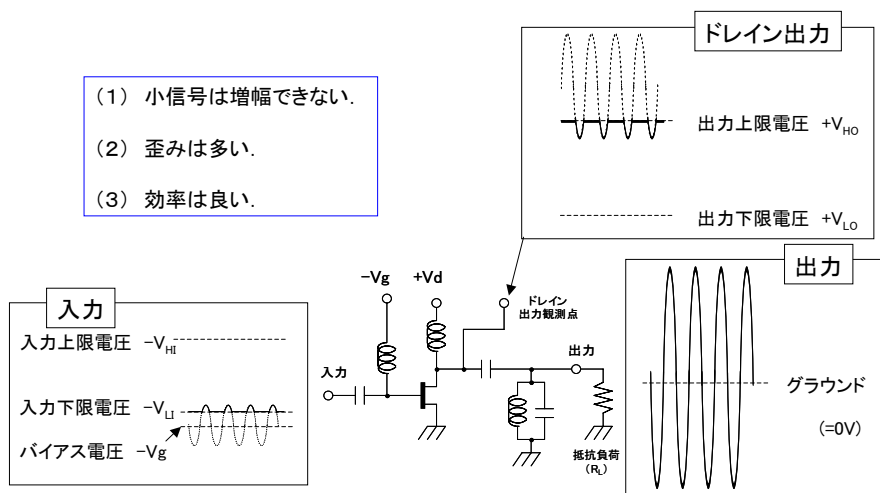 ドレイン出力
(1) 小信号は増幅できない.
(2) 歪みは多い.
(3) 効率は良い.
出力上限電圧 +VHO
出力下限電圧 +VLO
−Vg
+Vd
ドレイン
出力観測点
入力
出力
入力
入力上限電圧 −VHI
入力下限電圧 −VLI
バイアス電圧 −Vg
出力
グラウンド
(=0V)
抵抗負荷
(RL)